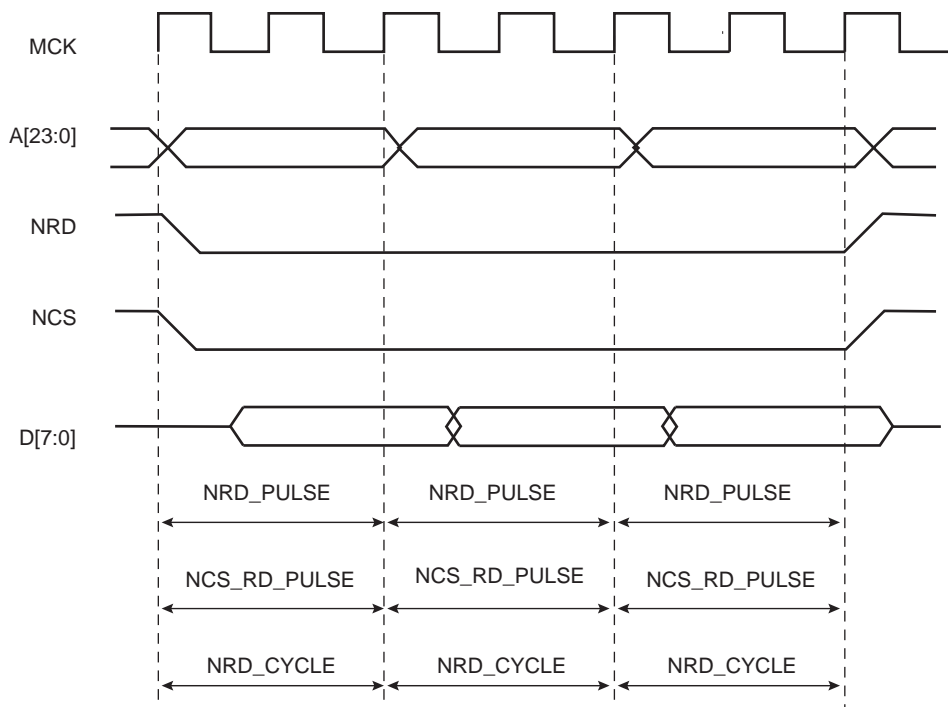 MCK
A[23:0]
NRD
NCS
D[7:0]
NRD_PULSE NRD_PULSE NRD_PULSE
NCS_RD_PULSE NCS_RD_PULSE NCS_RD_PULSE
NRD_CYCLE NRD_CYCLE NRD_CYCLE